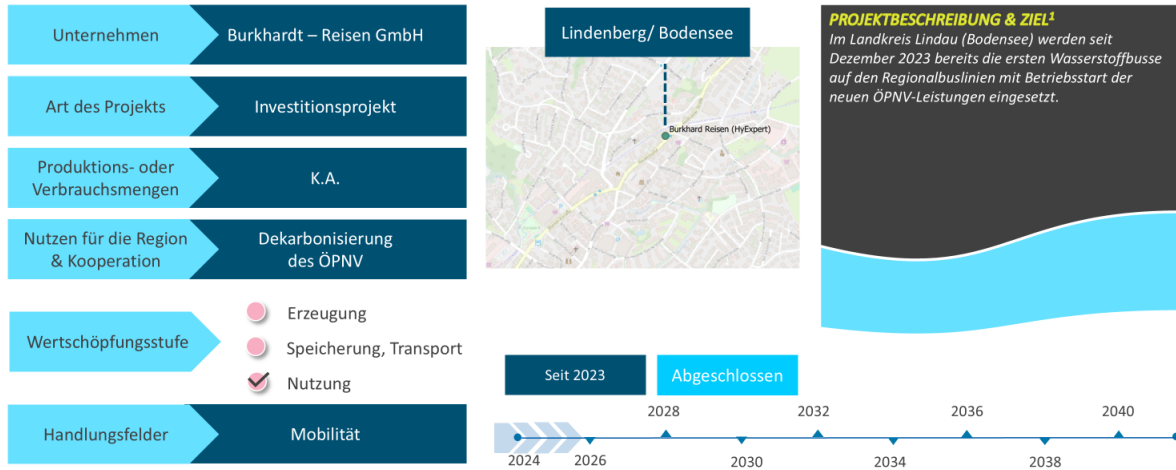 Unternehmen
Burkhardt – Reisen GmbH
Art des Projekts
Investitionsprojekt
Produktions- oder
Verbrauchsmengen
K.A.
Nutzen für die Region
& Kooperation
Dekarbonisierung
des ÖPNV
Wertschöpfungsstufe
Erzeugung
Speicherung, Transport
Nutzung
Handlungsfelder
Mobilität
Lindenberg/ Bodensee
Burkhard Reisen (HyExpert)
PROJEKTBESCHREIBUNG & ZIEL¹
Im Landkreis Lindau (Bodensee) werden seit
Dezember 2023 bereits die ersten Wasserstoffbusse
auf den Regionalbuslinien mit Betriebsstart der
neuen ÖPNV-Leistungen eingesetzt.
Seit 2023
Abgeschlossen
2028
2032
2036
2040
2024
2026
2030
2034
2038